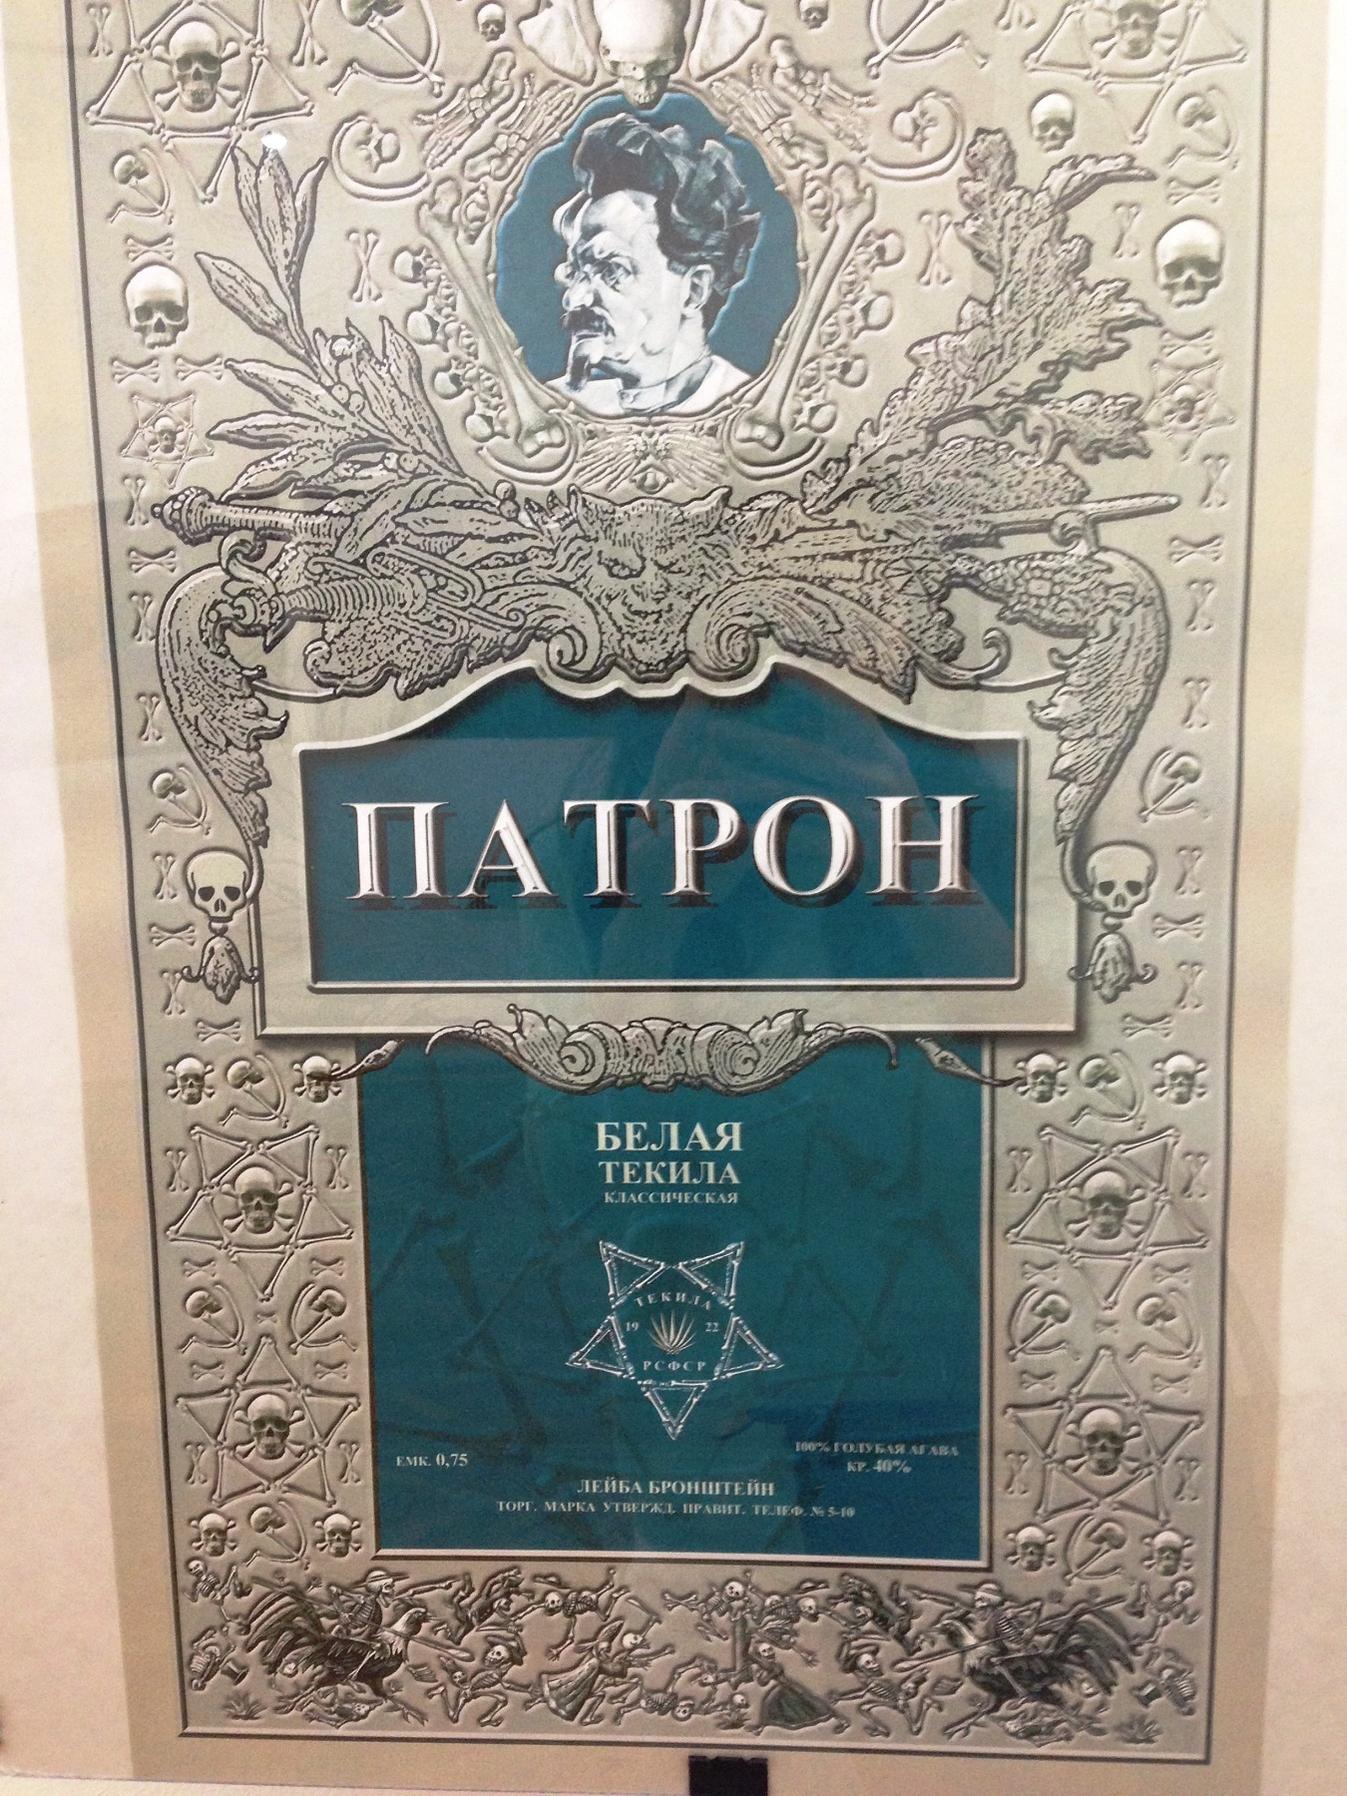 ПАТРОН
БЕЛАЯ
ТЕКИЛА
КЛАССИЧЕСКАЯ
ТЕКИЛА
19 22
РСФСР
ЕМК. 0,75
100% ГОЛУБАЯ АГАВА
КР. 40%
ЛЕЙБА БРОНШТЕЙН
ТОРГ. МАРКА УТВЕРЖД. ПРАВИТ. ТЕЛЕФ. № 5-10